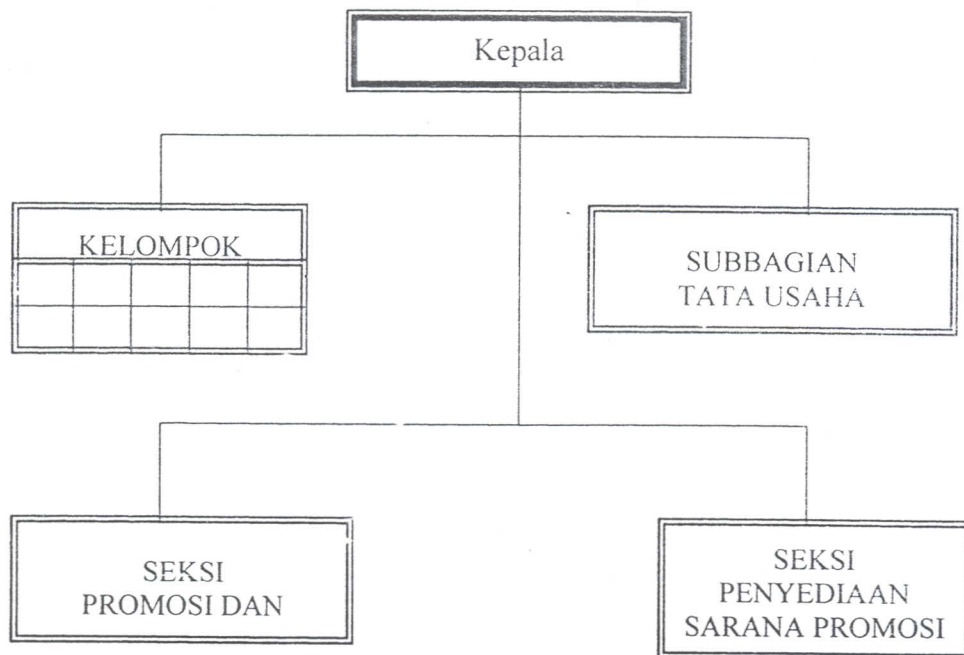 Kepala
KELOMPOK
SUBBAGIAN
TATA USAHA
SEKSI
PROMOSI DAN
SEKSI
PENYEDIAAN
SARANA PROMOSI